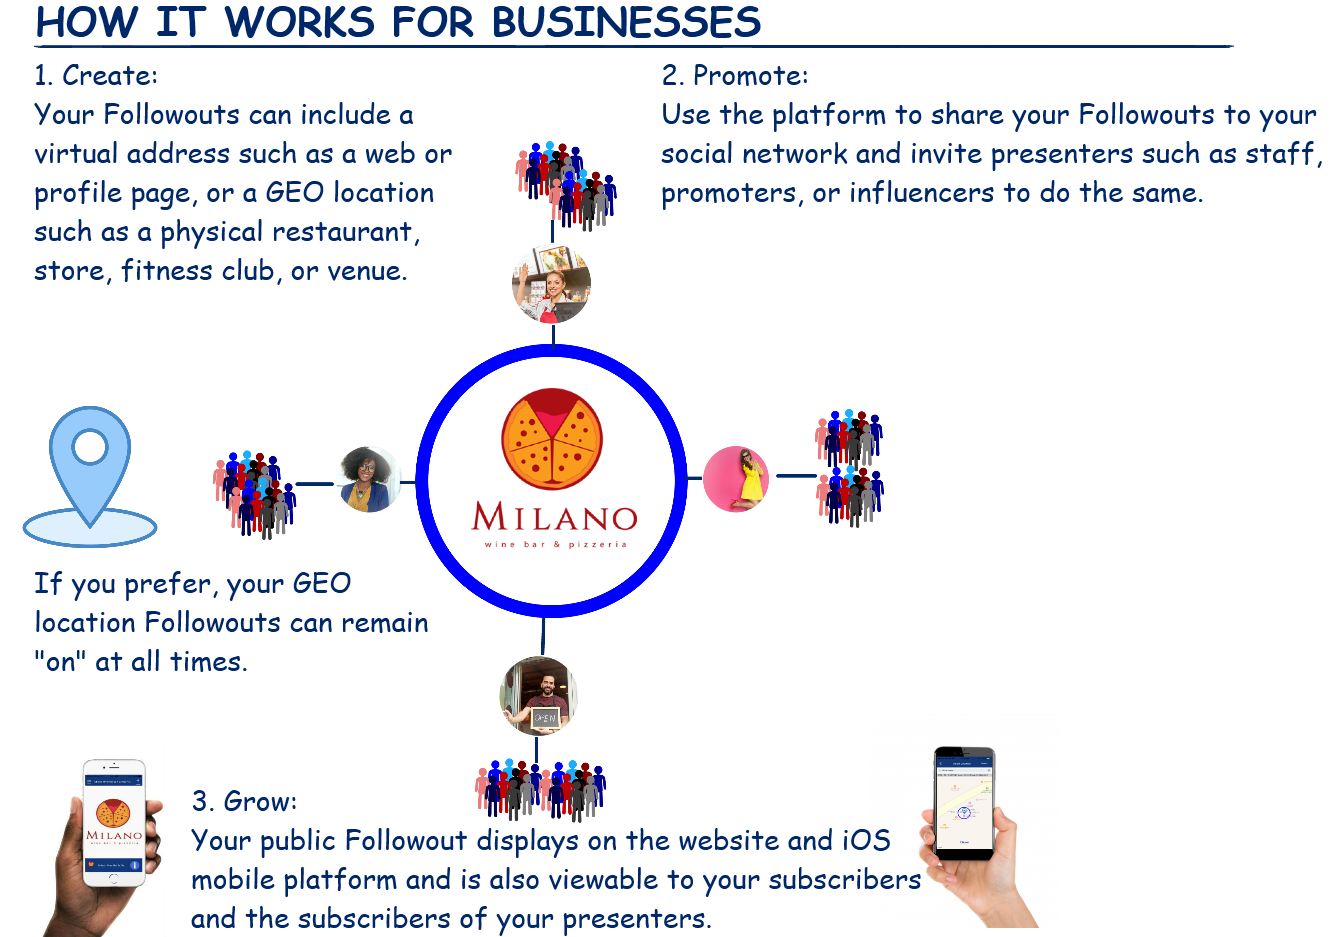 HOW IT WORKS FOR BUSINESSES
1. Create:
Your Followouts can include a
virtual address such as a web or
profile page, or a GEO location
such as a physical restaurant,
store, fitness club, or venue.
2. Promote:
Use the platform to share your Followouts to your
social network and invite presenters such as staff,
promoters, or influencers to do the same.
MILANO
wine bar & pizzeria
If you prefer, your GEO
location Followouts can remain
"on" at all times.
OPEN
MILANO
wine bar & pizzeria
3. Grow:
Your public Followout displays on the website and iOS
mobile platform and is also viewable to your subscribers
and the subscribers of your presenters.